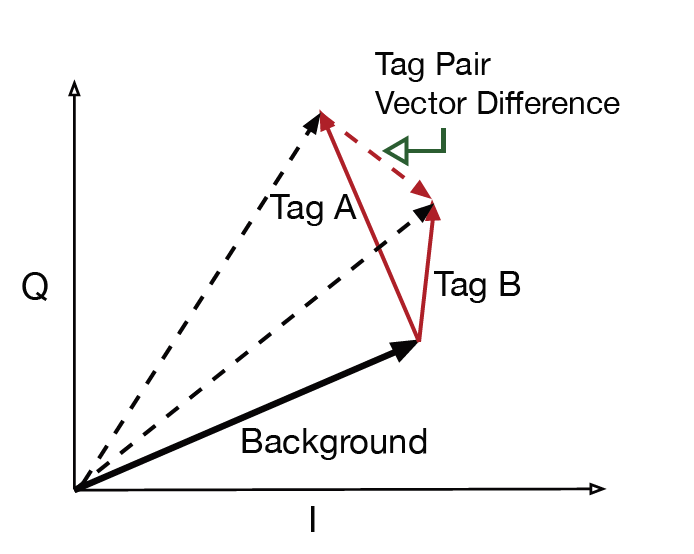 Tag Pair
Vector Difference
Tag A
Tag B
Q
Background
I